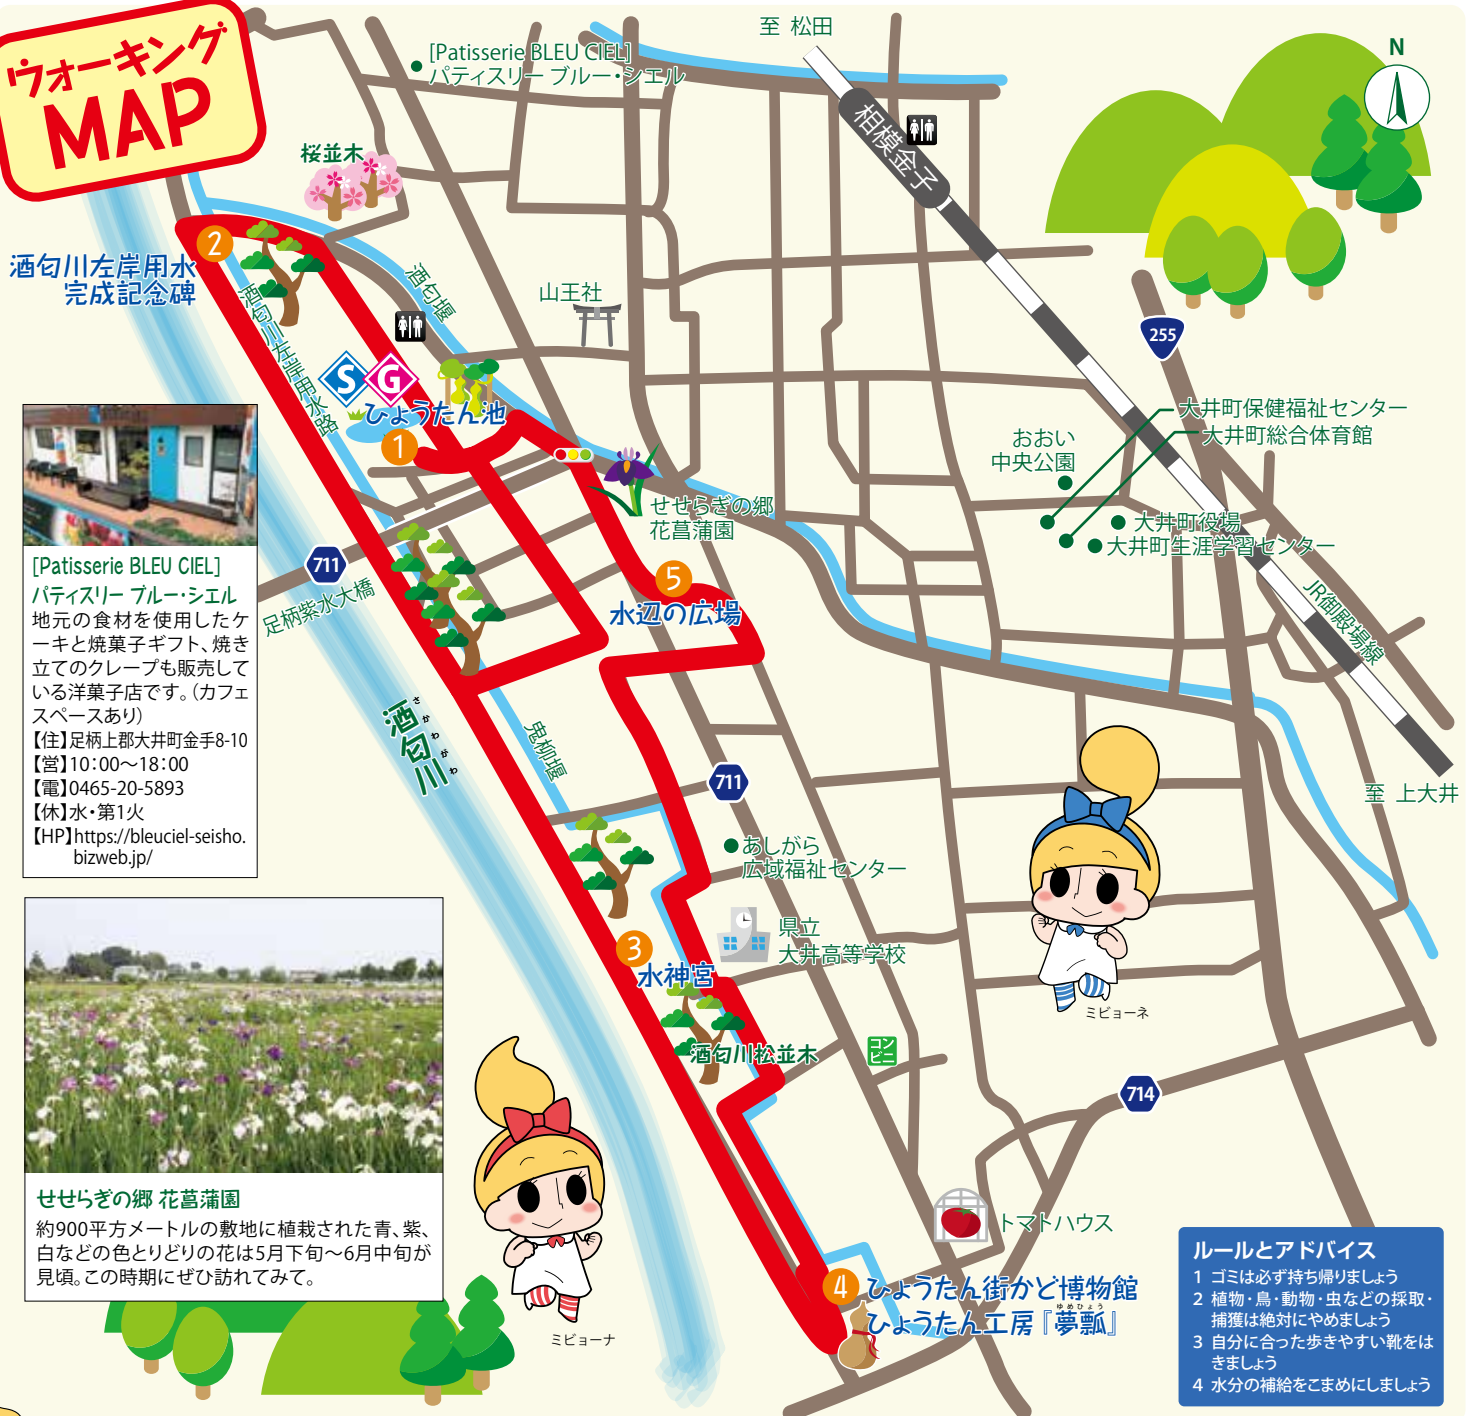 ウォーキング
MAP
至 松田
N
[Patisserie BLEU CIEL]
パティスリー ブルー・シエル
相模金子
桜並木
2
酒匂川左岸用水
完成記念碑
酒匂堰
山王社
酒匂川左岸用水路
255
S G
ひょうたん池
1
大井町保健福祉センター
大井町総合体育館
おおい
中央公園
せせらぎの郷
花菖蒲園
大井町役場
大井町生涯学習センター
711
足柄紫水大橋
5
水辺の広場
JR御殿場線
[Patisserie BLEU CIEL]
パティスリー ブルー・シエル
地元の食材を使用したケ
ーキと焼菓子ギフト、焼き
立てのクレープも販売して
いる洋菓子店です。(カフェ
スペースあり)
【住】足柄上郡大井町金手8-10
【営】10:00〜18:00
【電】0465-20-5893
【休】水・第1火
【HP】https://bleuciel-seisho.
bizweb.jp/
酒匂川
さかわがわ
鬼柳堰
711
至 上大井
あしがら
広域福祉センター
県立
大井高等学校
3
水神宮
ミビョーネ
酒匂川松並木
コン
ビニ
714
せせらぎの郷 花菖蒲園
約900平方メートルの敷地に植栽された青、紫、
白などの色とりどりの花は5月下旬〜6月中旬が
見頃。この時期にぜひ訪れてみて。
ミビョーナ
トマトハウス
4
ひょうたん街かど博物館
ゆめひょう
ひょうたん工房『夢瓢』
ルールとアドバイス
1 ゴミは必ず持ち帰りましょう
2 植物・鳥・動物・虫などの採取・
捕獲は絶対にやめましょう
3 自分に合った歩きやすい靴をは
きましょう
4 水分の補給をこまめにしましょう